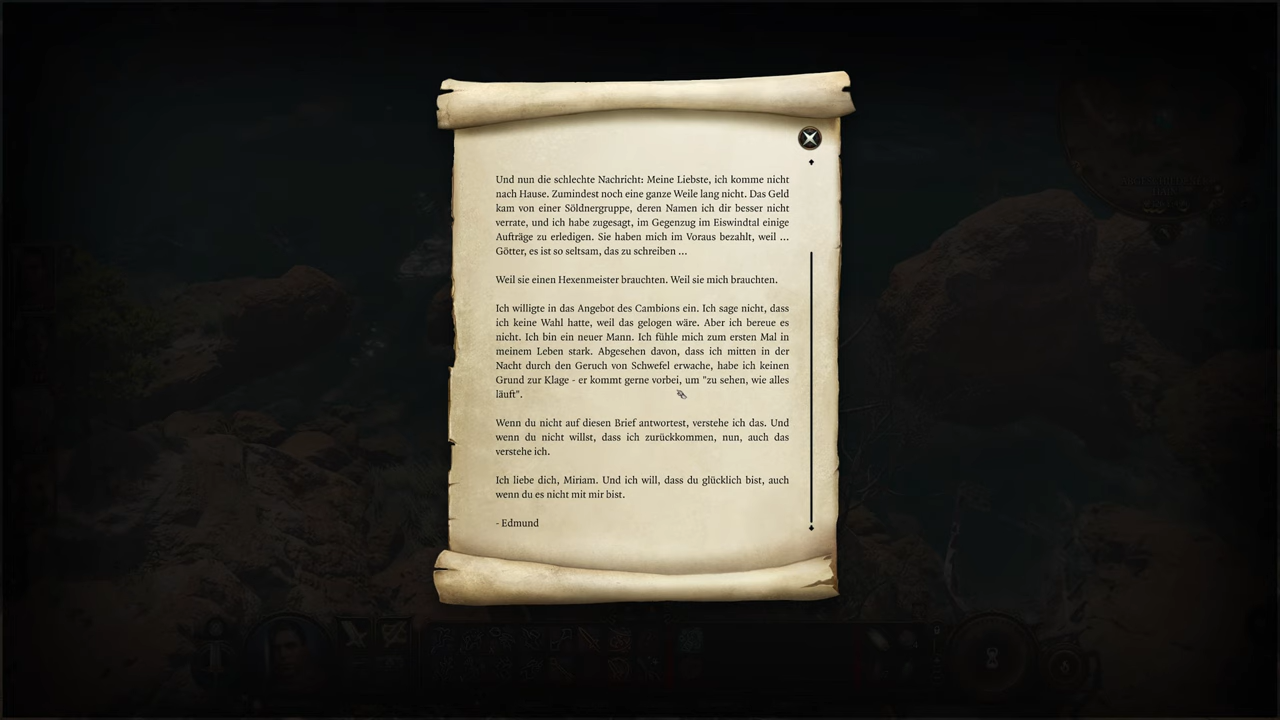 Und nun die schlechte Nachricht: Meine Liebste, ich komme nicht
nach Hause. Zumindest noch eine ganze Weile lang nicht. Das Geld
kam von einer Söldnergruppe, deren Namen ich dir besser nicht
verrate, und ich habe zugesagt, im Gegenzug im Eiswindtal einige
Aufträge zu erledigen. Sie haben mich im Voraus bezahlt, weil ...
Götter, es ist so seltsam, das zu schreiben ...
Weil sie einen Hexenmeister brauchten. Weil sie mich brauchten.
Ich willigte in das Angebot des Cambions ein. Ich sage nicht, dass
ich keine Wahl hatte, weil das gelogen wäre. Aber ich bereue es
nicht. Ich bin ein neuer Mann. Ich fühle mich zum ersten Mal in
meinem Leben stark. Abgesehen davon, dass ich mitten in der
Nacht durch den Geruch von Schwefel erwache, habe ich keinen
Grund zur Klage - er kommt gerne vorbei, um "zu sehen, wie alles
läuft".
Wenn du nicht auf diesen Brief antwortest, verstehe ich das. Und
wenn du nicht willst, dass ich zurückkommen, nun, auch das
verstehe ich.
Ich liebe dich, Miriam. Und ich will, dass du glücklich bist, auch
wenn du es nicht mit mir bist.
- Edmund